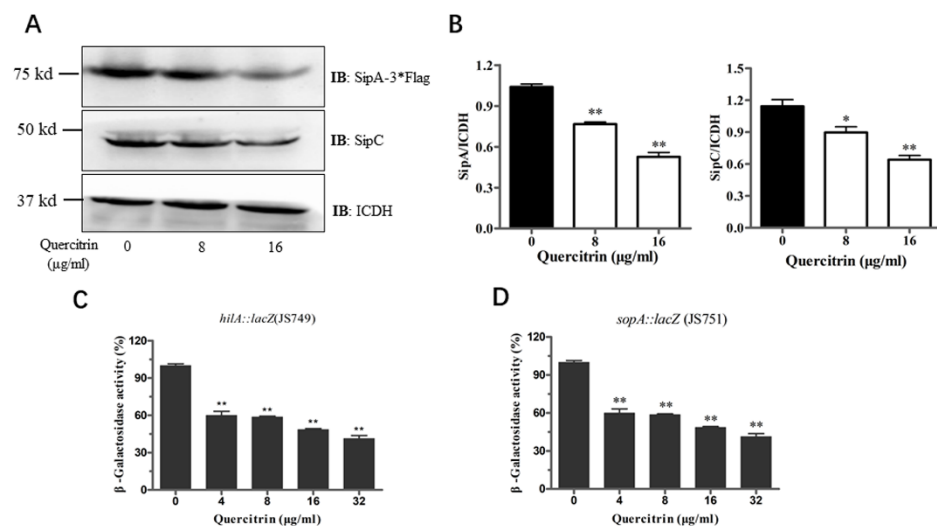 A
75 kd
IB: SipA-3*Flag
50 kd
IB: SipC
37 kd
IB: ICDH
Quercitrin
(μg/ml)
0 8 16
B
SipA/ICDH
1.2
0.9
0.6
0.3
0.0
**
**
0 8 16
Quercitrin (μg/ml)
SipC/ICDH
1.5
1.2
0.9
0.6
0.3
0.0
*
**
0 8 16
Quercitrin (μg/ml)
C
hilA::lacZ(JS749)
β -Galactosidase activity (%)
120
90
60
30
0
** ** ** **
0 4 8 16 32
Quercitrin (μg/ml)
D
sopA::lacZ (JS751)
β -Galactosidase activity (%)
120
90
60
30
0
** ** ** **
0 4 8 16 32
Quercitrin (μg/ml)